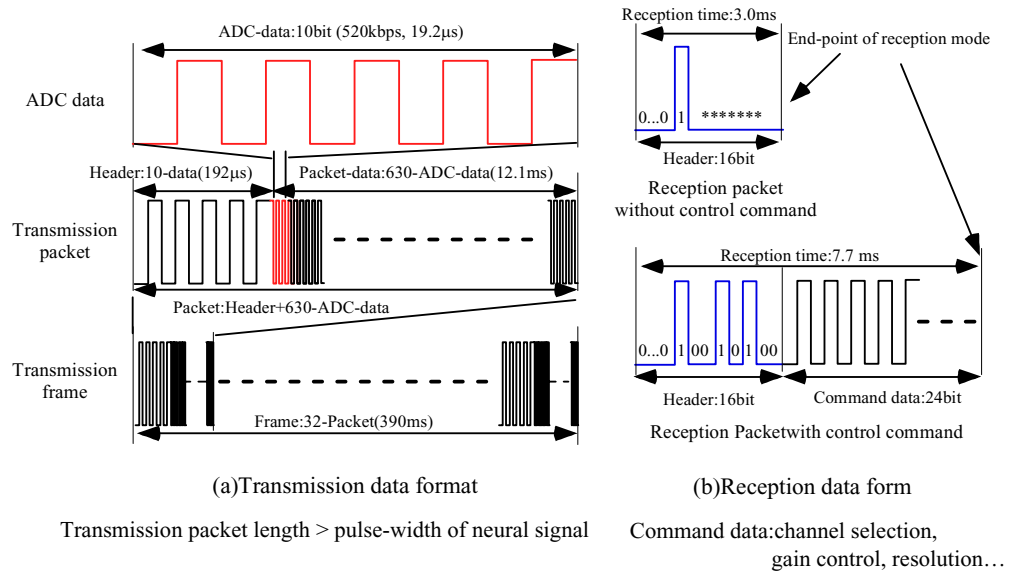 ADC-data:10bit (520kbps, 19.2μs)
ADC data
Header:10-data(192μs)
Packet-data:630-ADC-data(12.1ms)
Transmission
packet
Packet:Header+630-ADC-data
Transmission
frame
Frame:32-Packet(390ms)
(a)Transmission data format
Transmission packet length > pulse-width of neural signal
Reception time:3.0ms
End-point of reception mode
0...0 1 *******
Header:16bit
Reception packet
without control command
Reception time:7.7 ms
0...0 1 00 1 0 1 00
Header:16bit
Command data:24bit
Reception Packetwith control command
(b)Reception data form
Command data:channel selection,
gain control, resolution…